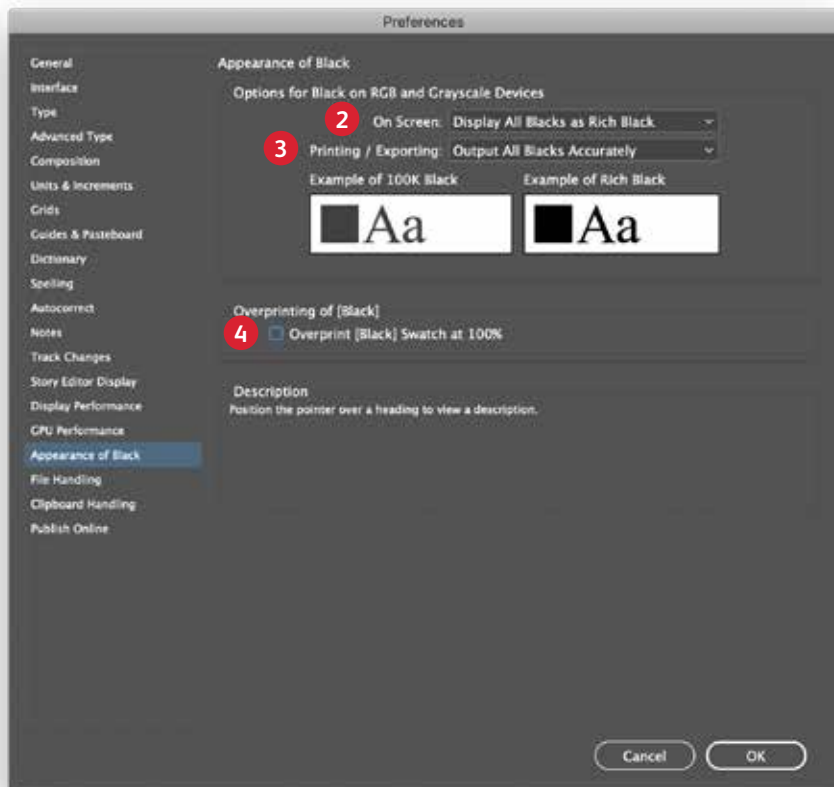 Preferences
General
Interface
Type
Advanced Type
Composition
Units & Increments
Grids
Guides & Pasteboard
Dictionary
Spelling
Autocorrect
Notes
Track Changes
Story Editor Display
Display Performance
GPU Performance
Appearance of Black
File Handling
Clipboard Handling
Publish Online
Appearance of Black
Options for Black on RGB and Grayscale Devices
2 On Screen: Display All Blacks as Rich Black
3 Printing / Exporting: Output All Blacks Accurately
Example of 100K Black Example of Rich Black
Aa Aa
Overprinting of [Black]
4 Overprint [Black] Swatch at 100%
Description
Position the pointer over a heading to view a description.
Cancel OK